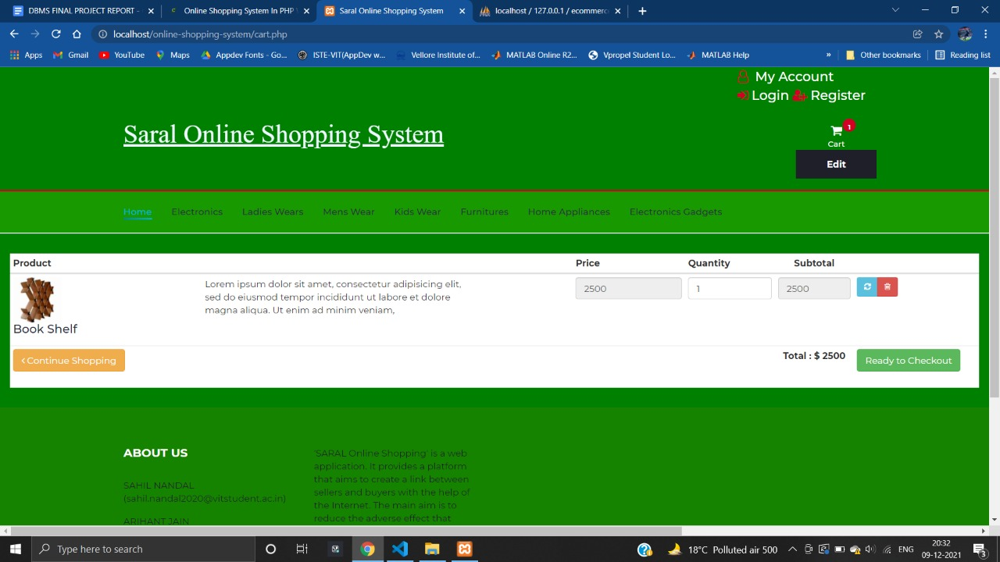 DBMS FINAL PROJECT REPORT -
Online Shopping System In PHP
Saral Online Shopping System
localhost / 127.0.0.1 / ecommerc
localhost/online-shopping-system/cart.php
Apps Gmail YouTube Maps Appdev Fonts - Go... ISTE-VIT(AppDev w... Vellore Institute of... MATLAB Online R2... Vpropel Student Lo... MATLAB Help » Other bookmarks Reading list
My Account
Login Register
Saral Online Shopping System
1
Cart
Edit
Home Electronics Ladies Wears Mens Wear Kids Wear Furnitures Home Appliances Electronics Gadgets
Product Price Quantity Subtotal
Lorem ipsum dolor sit amet, consectetur adipisicing elit,
sed do eiusmod tempor incididunt ut labore et dolore
magna aliqua. Ut enim ad minim veniam,
2500 1 2500
Book Shelf
Continue Shopping
Total : $ 2500
Ready to Checkout
ABOUT US
SAHIL NANDAL
(sahil.nandal2020@vitstudent.ac.in)
ARIHANT JAIN
'SARAL Online Shopping' is a web
application. It provides a platform
that aims to create a link between
sellers and buyers with the help of
the Internet. The main aim is to
reduce the adverse effect that
Type here to search
18°C Polluted air 500
ENG
20:32
09-12-2021
3